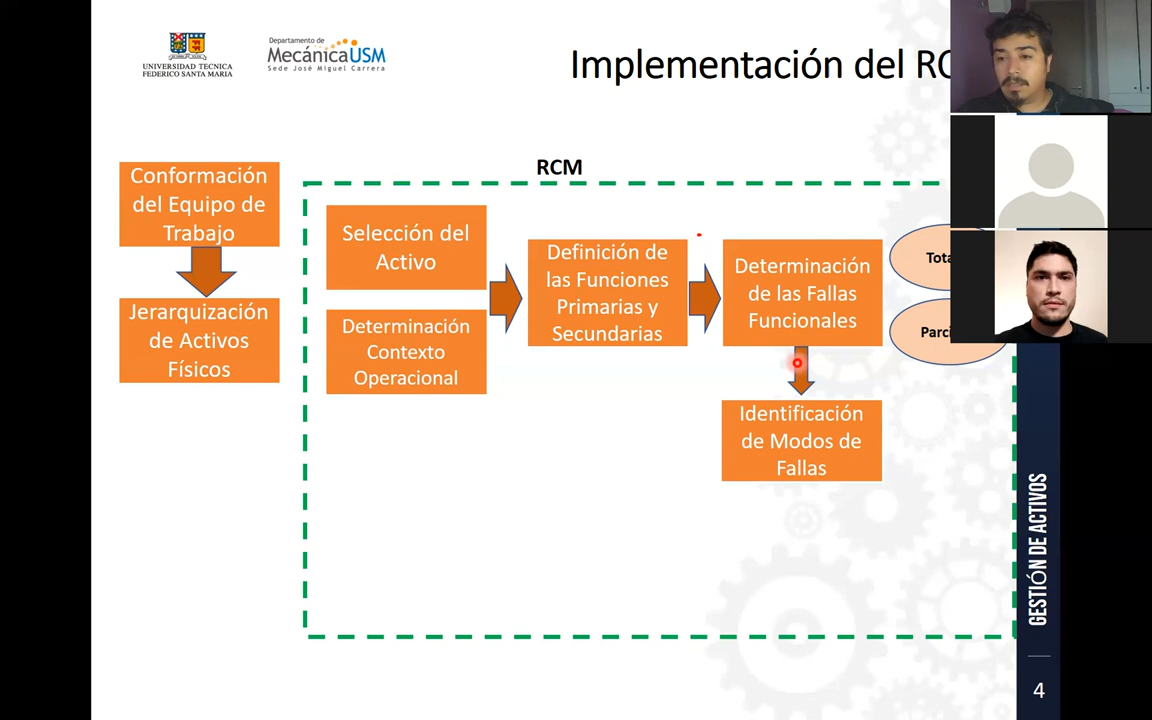 UNIVERSIDAD TECNICA
FEDERICO SANTA MARIA
Departamento de
MecánicaUSM
Sede José Miguel Carrera
Implementación del RC
RCM
Conformación
del Equipo de
Trabajo
Jerarquización
de Activos
Físicos
Selección del
Activo
Determinación
Contexto
Operacional
Definición de
las Funciones
Primarias y
Secundarias
Determinación
de las Fallas
Funcionales
Tota
Parci
Identificación
de Modos de
Fallas
GESTIÓN DE ACTIVOS
4